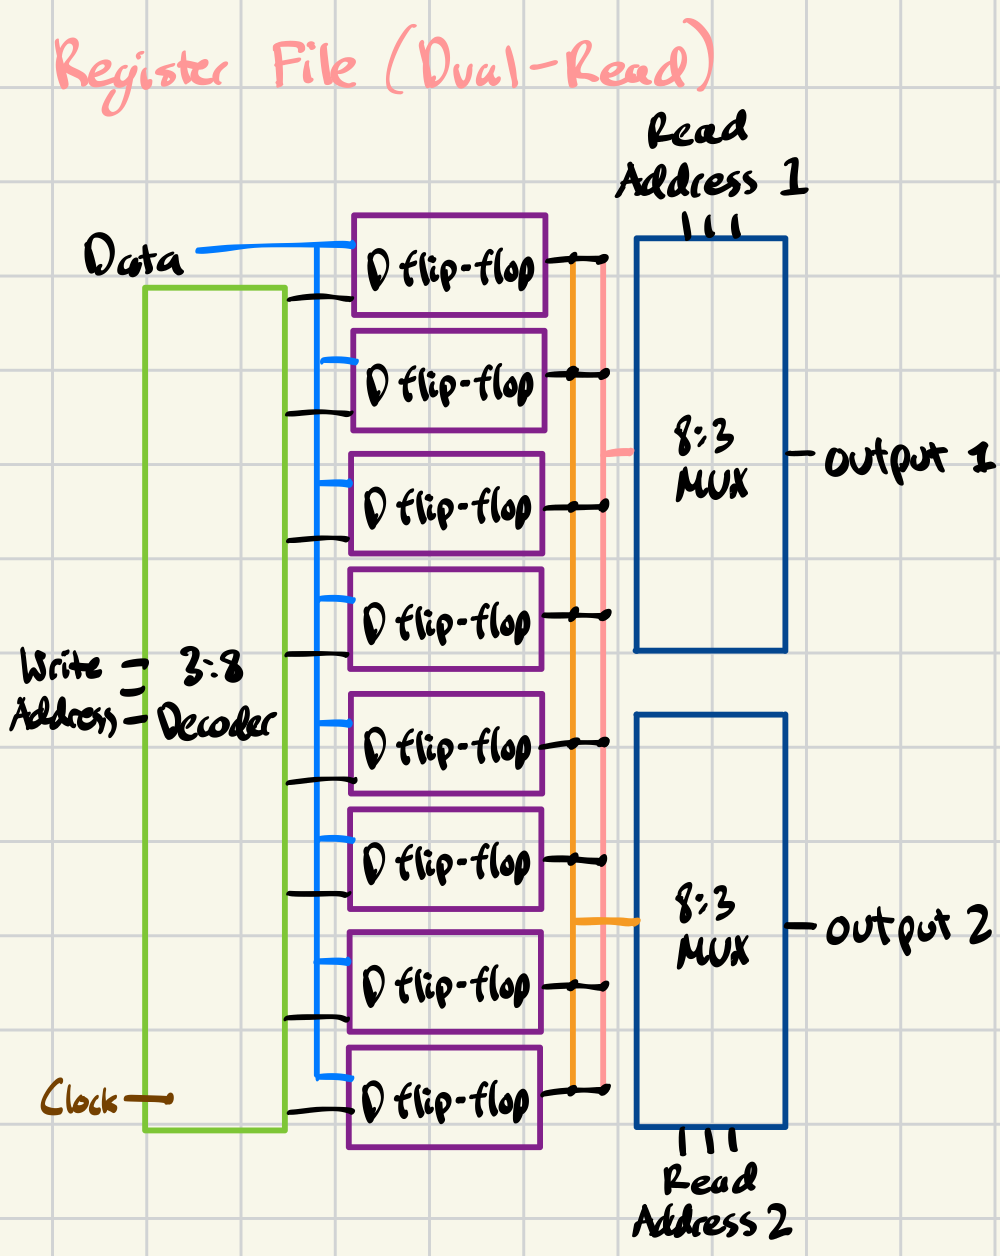 Register File (Dual-Read)
Read
Address 1
Data
D flip-flop
D flip-flop
D flip-flop
D flip-flop
D flip-flop
D flip-flop
D flip-flop
D flip-flop
8:3
MUX
output 1
Write
Address
3:8
Decoder
8:3
MUX
output 2
Clock
Read
Address 2